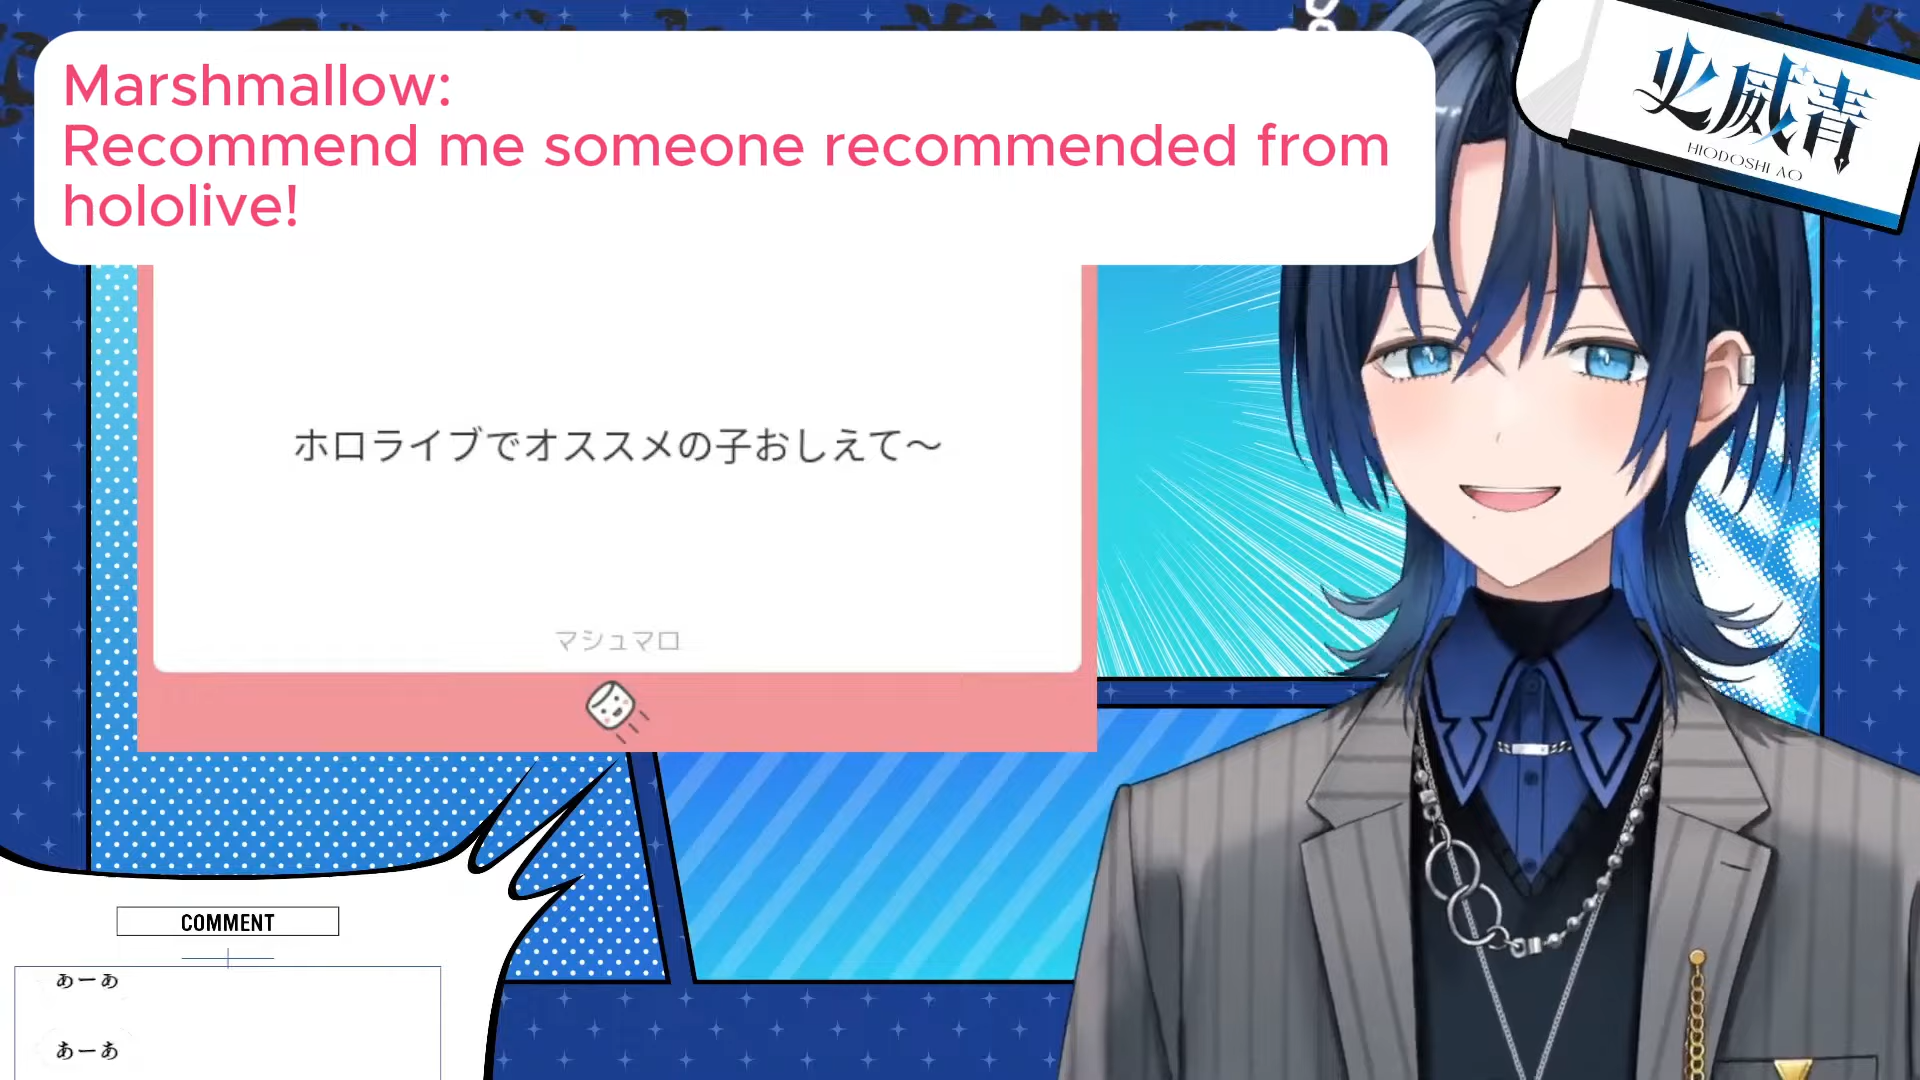 Marshmallow:
Recommend me someone recommended from
hololive!
火威青
HIODOSHI AO
ホロライブでオススメの子おしえて〜
マシュマロ
COMMENT
あーあ
あーあ